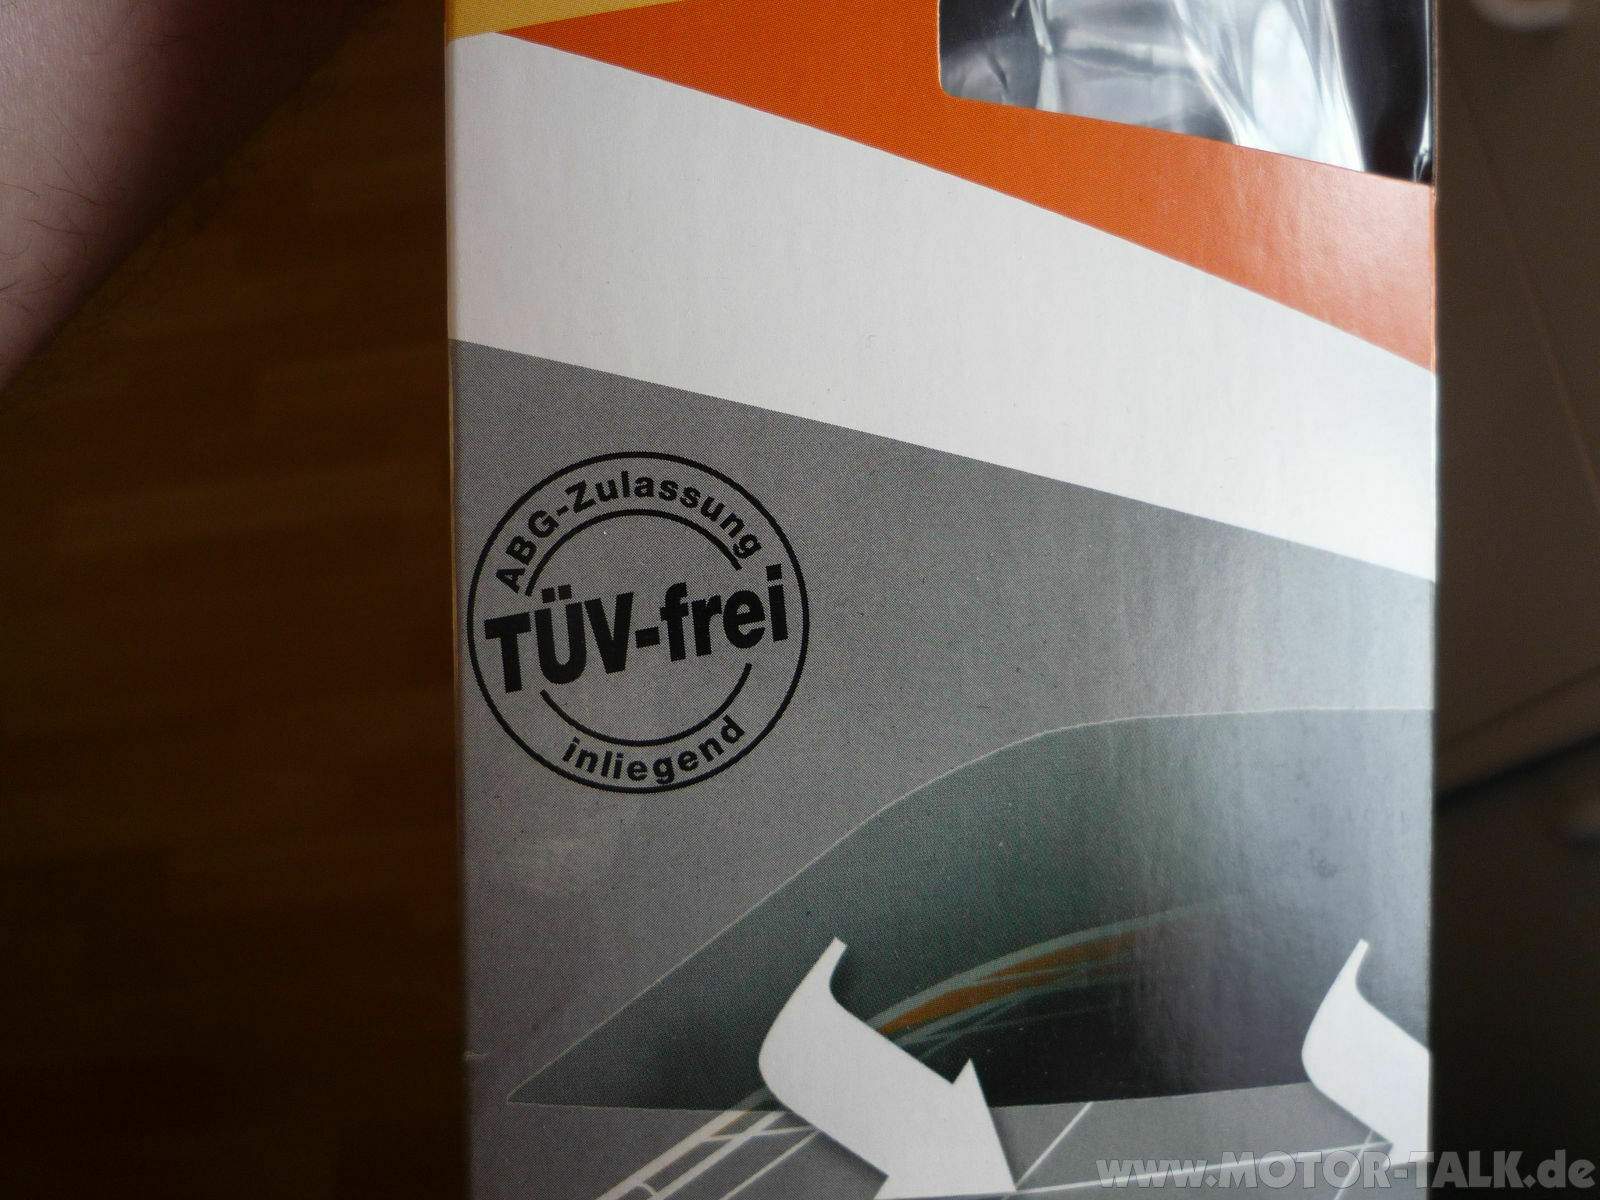 ABG-Zulassung
TÜV-frei
inliegend
www.MOTOR-TALK.de